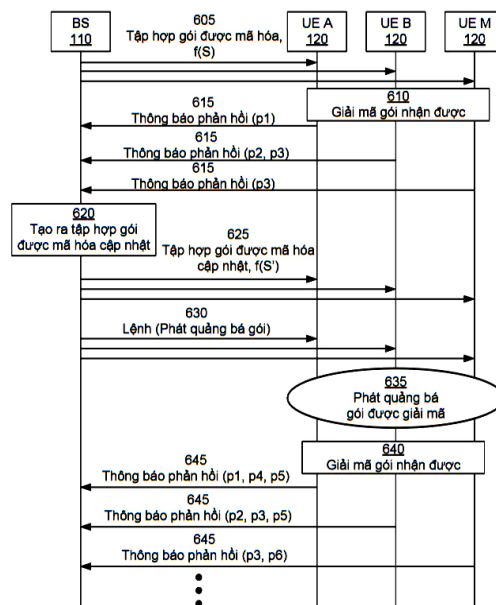 BS
110
UE A
120
UE B
120
UE M
120
605
Tập hợp gói được mã hóa,
f(S)
610
Giải mã gói nhận được
615
Thông báo phản hồi (p1)
615
Thông báo phản hồi (p2, p3)
615
Thông báo phản hồi (p3)
620
Tạo ra tập hợp gói
được mã hóa cập nhật
625
Tập hợp gói được mã hóa
cập nhật, f(S')
630
Lệnh (Phát quảng bá gói)
635
Phát quảng bá
gói được giải mã
640
Giải mã gói nhận được
645
Thông báo phản hồi (p1, p4, p5)
645
Thông báo phản hồi (p2, p3, p5)
645
Thông báo phản hồi (p3, p6)